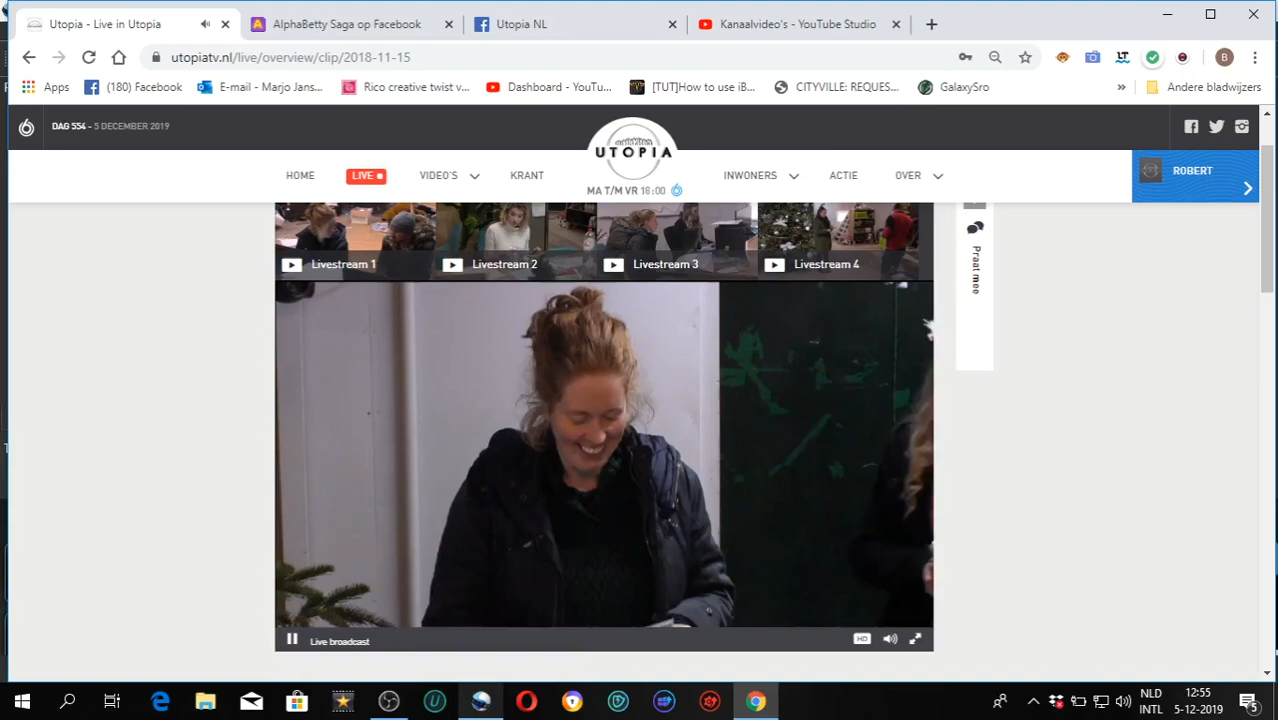 Utopia - Live in Utopia
AlphaBetty Saga op Facebook
Utopia NL
Kanaalvideo's - YouTube Studio
utopiatv.nl/live/overview/clip/2018-11-15
B
Apps
(180) Facebook
E-mail - Marjo Jans...
Rico creative twist v...
Dashboard - YouTu...
[TUT]How to use iB...
CITYVILLE: REQUES...
GalaxySro
»
Andere bladwijzers
6
DAG 554 - 5 DECEMBER 2019
HOME
LIVE
VIDEO'S
KRANT
UTOPIA
MA T/M VR 18:00 6
INWONERS
ACTIE
OVER
ROBERT
Livestream 1
Livestream 2
Livestream 3
Livestream 4
Praat mee
Live broadcast
HD
NLD
INTL
12:55
5-12-2019
5